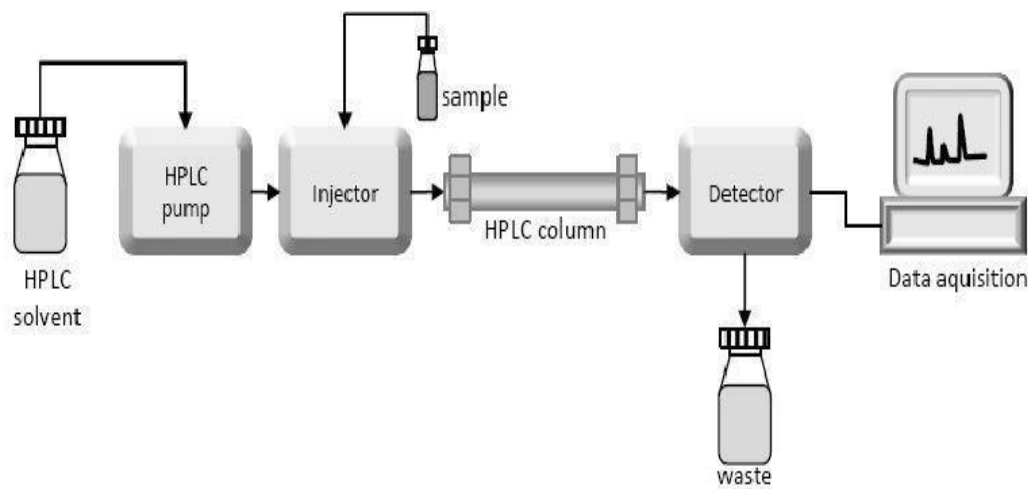 HPLC
solvent
HPLC
pump
Injector
sample
HPLC column
Detector
waste
Data aquisition